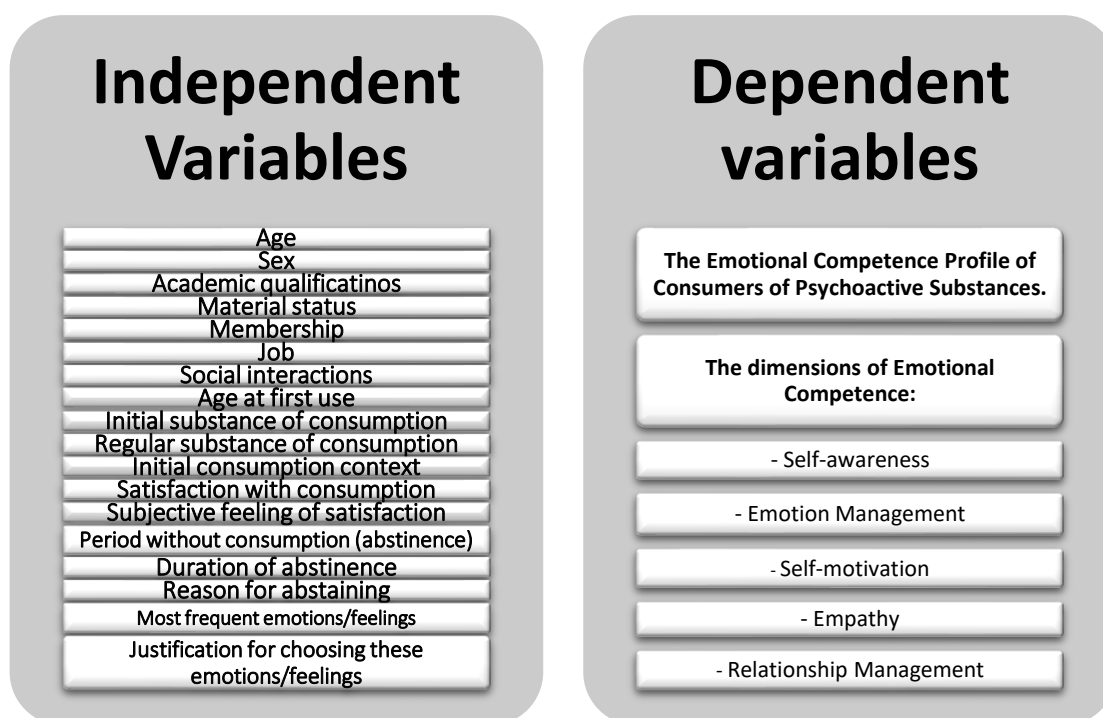 Independent
Variables
Age
Sex
Academic qualificatinos
Material status
Membership
Job
Social interactions
Age at first use
Initial substance of consumption
Regular substance of consumption
Initial consumption context
Satisfaction with consumption
Subjective feeling of satisfaction
Period without consumption (abstinence)
Duration of abstinence
Reason for abstaining
Most frequent emotions/feelings
Justification for choosing these
emotions/feelings
Dependent
variables
The Emotional Competence Profile of
Consumers of Psychoactive Substances.
The dimensions of Emotional
Competence:
- Self-awareness
- Emotion Management
- Self-motivation
- Empathy
- Relationship Management